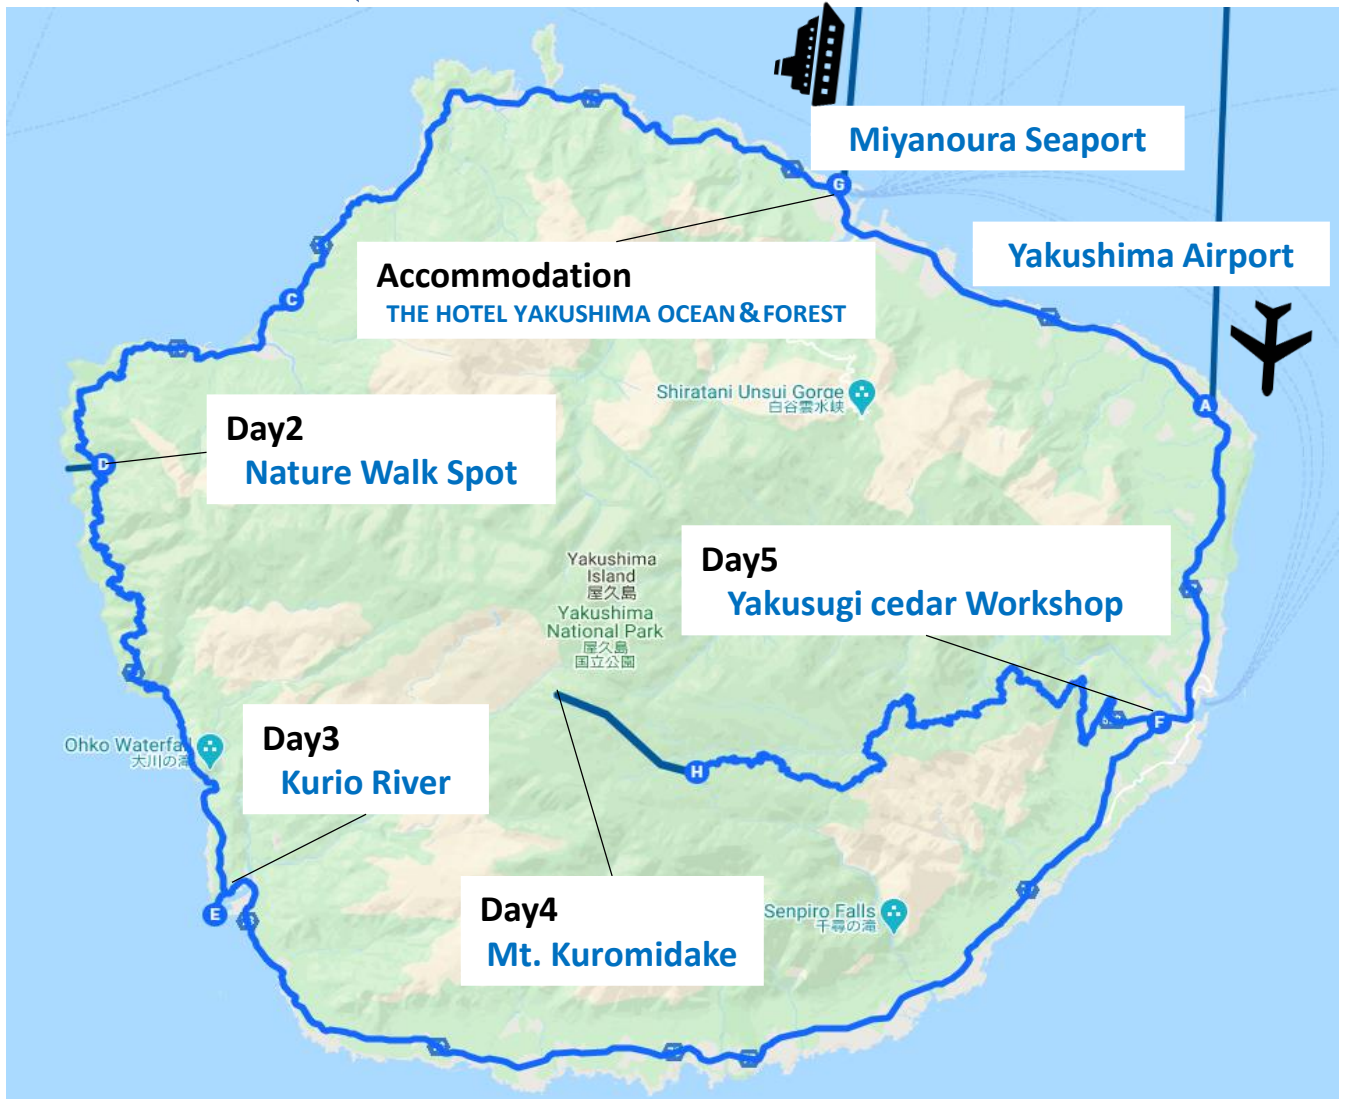 Miyanoura Seaport
G
Yakushima Airport
Accommodation
THE HOTEL YAKUSHIMA OCEAN&FOREST
C
Shiratani Unsui Gorge
白谷雲水峡
A
Day2
Nature Walk Spot
D
Yakushima
Island
屋久島
Yakushima
National Park
屋久島
国立公園
Day5
Yakusugi cedar Workshop
F
Ohko Waterfall
大川の滝
Day3
Kurio River
H
E
Day4
Mt. Kuromidake
Senpiro Falls
千尋の滝